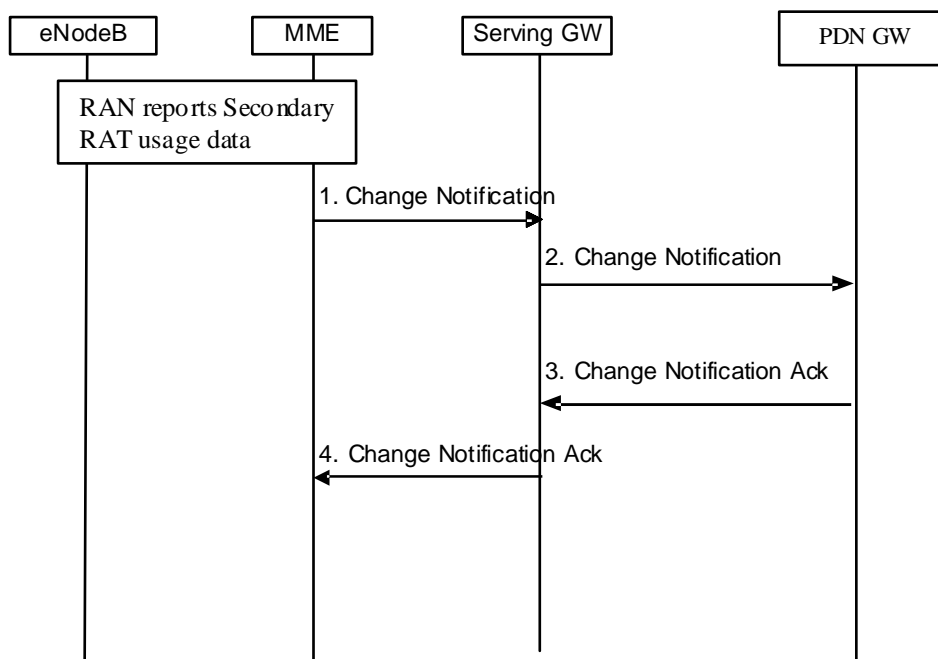 eNodeB
MME
Serving GW
PDN GW
RAN reports Secondary
RAT usage data
1. Change Notification
2. Change Notification
3. Change Notification Ack
4. Change Notification Ack